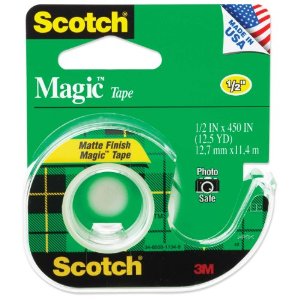 Scotch
MADE IN
USA
Magic™ Tape
1/2"
Matte Finish
Magic™ Tape
1/2 IN x 450 IN
(12.5 YD)
12,7 mm x 11,4 m
Photo
Safe
Scotch
3M